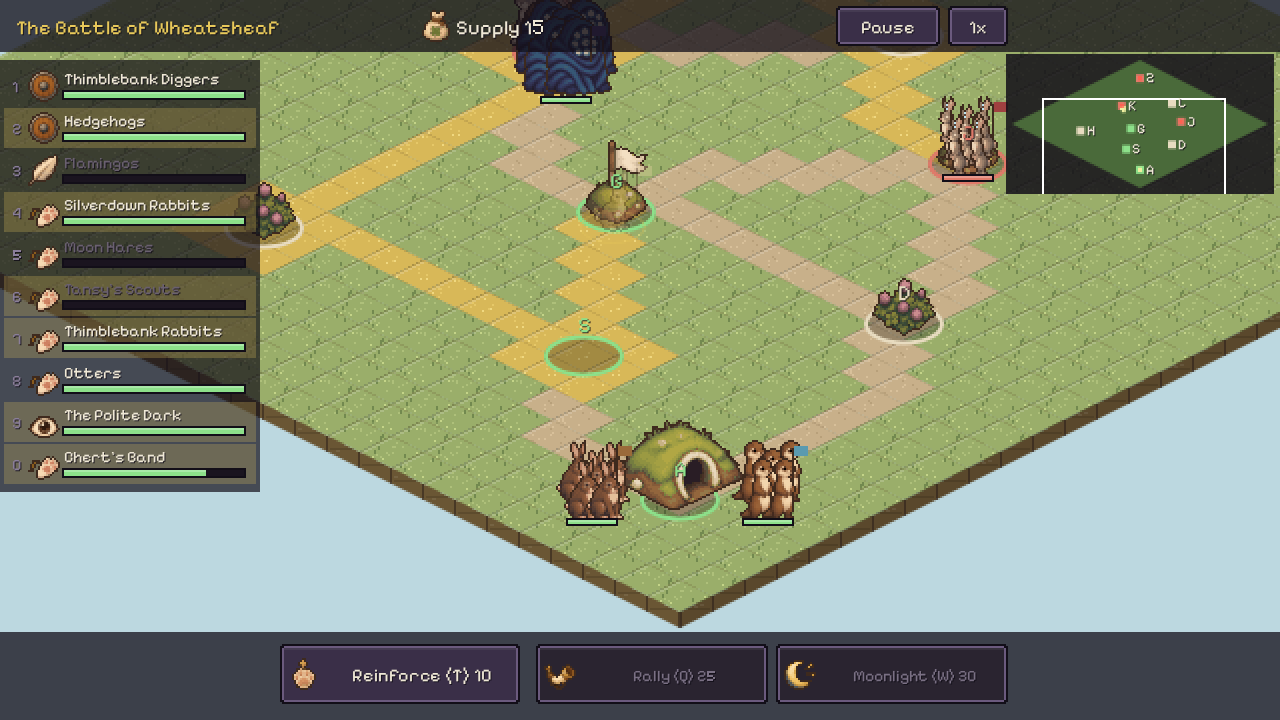 The Battle of Wheatsheaf
Supply 15
Pause
1x
1 Thimblebank Diggers
2 Hedgehogs
3 Flamingos
4 Silverdown Rabbits
5 Moon Hares
6 Tansy's Scouts
7 Thimblebank Rabbits
8 Otters
9 The Polite Dark
0 Chert's Band
Z
K
C
J
H
G
S
D
A
G
D
S
A
Reinforce (T) 10
Rally (Q) 25
Moonlight (W) 30